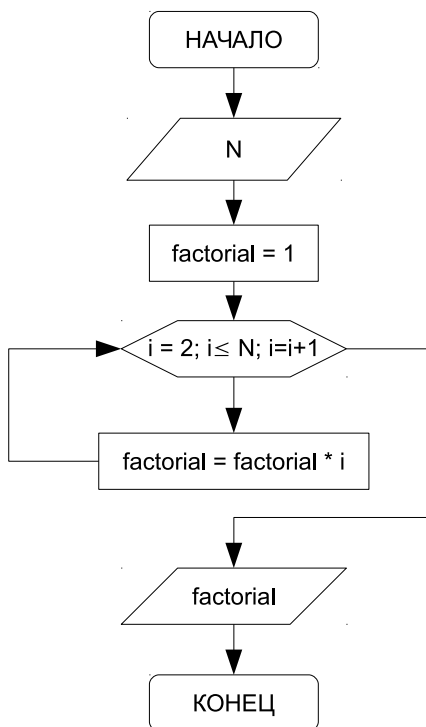 НАЧАЛО
N
factorial = 1
i = 2; i≤ N; i=i+1
factorial = factorial * i
factorial
КОНЕЦ